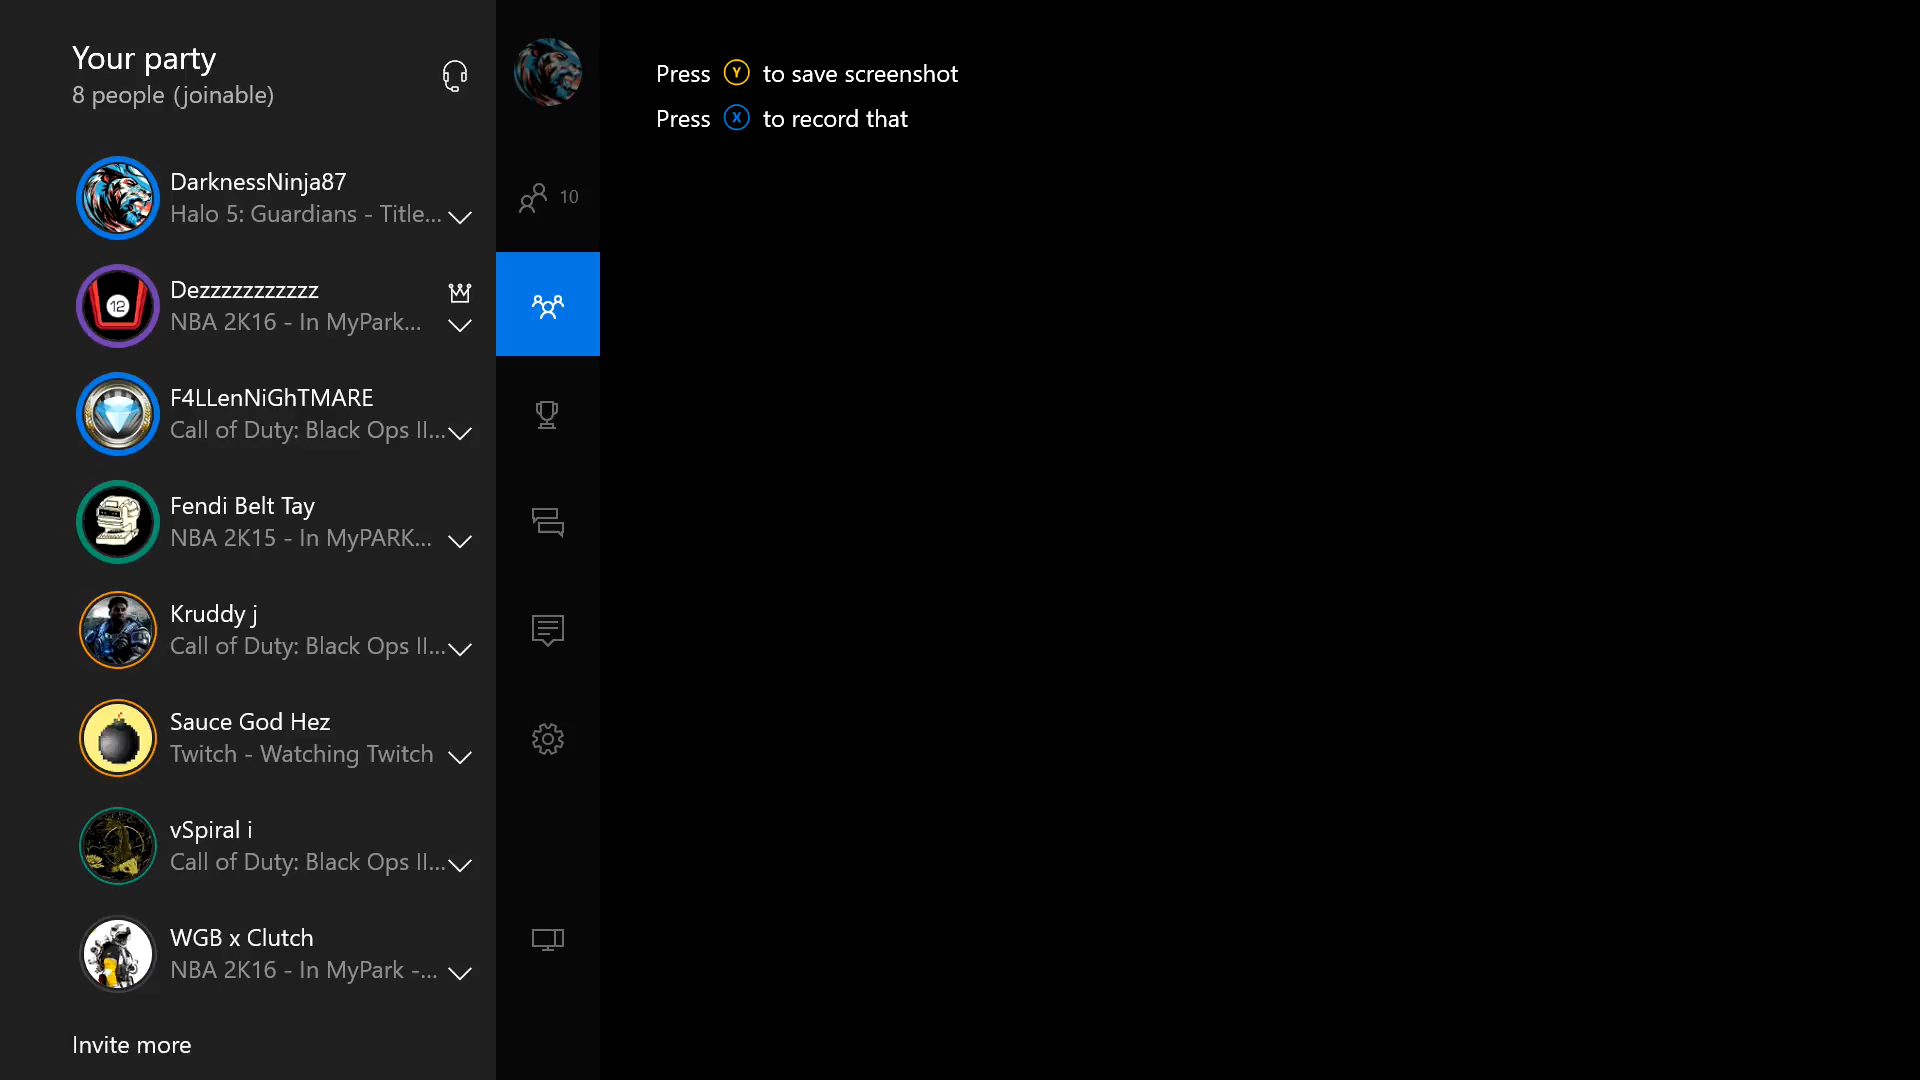 Your party
8 people (joinable)
DarknessNinja87
Halo 5: Guardians - Title...
Dezzzzzzzzzzz
NBA 2K16 - In MyPark...
12
F4LLenNiGhTMARE
Call of Duty: Black Ops II...
Fendi Belt Tay
NBA 2K15 - In MyPARK...
Kruddy j
Call of Duty: Black Ops II...
Sauce God Hez
Twitch - Watching Twitch
vSpiral i
Call of Duty: Black Ops II...
WGB x Clutch
NBA 2K16 - In MyPark -...
Invite more
10
Press Y to save screenshot
Press X to record that